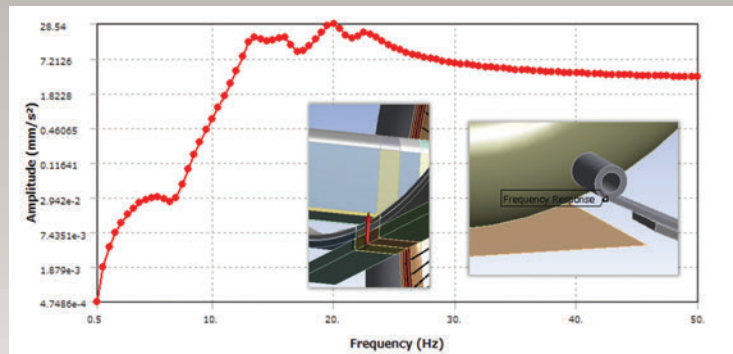 28.54
7.2126
1.8228
0.46065
0.11641
2.942e-2
7.4351e-3
1.879e-3
4.7486e-4
Amplitude (mm/s²)
Frequency Response
0.5 10. 20. 30. 40. 50.
Frequency (Hz)